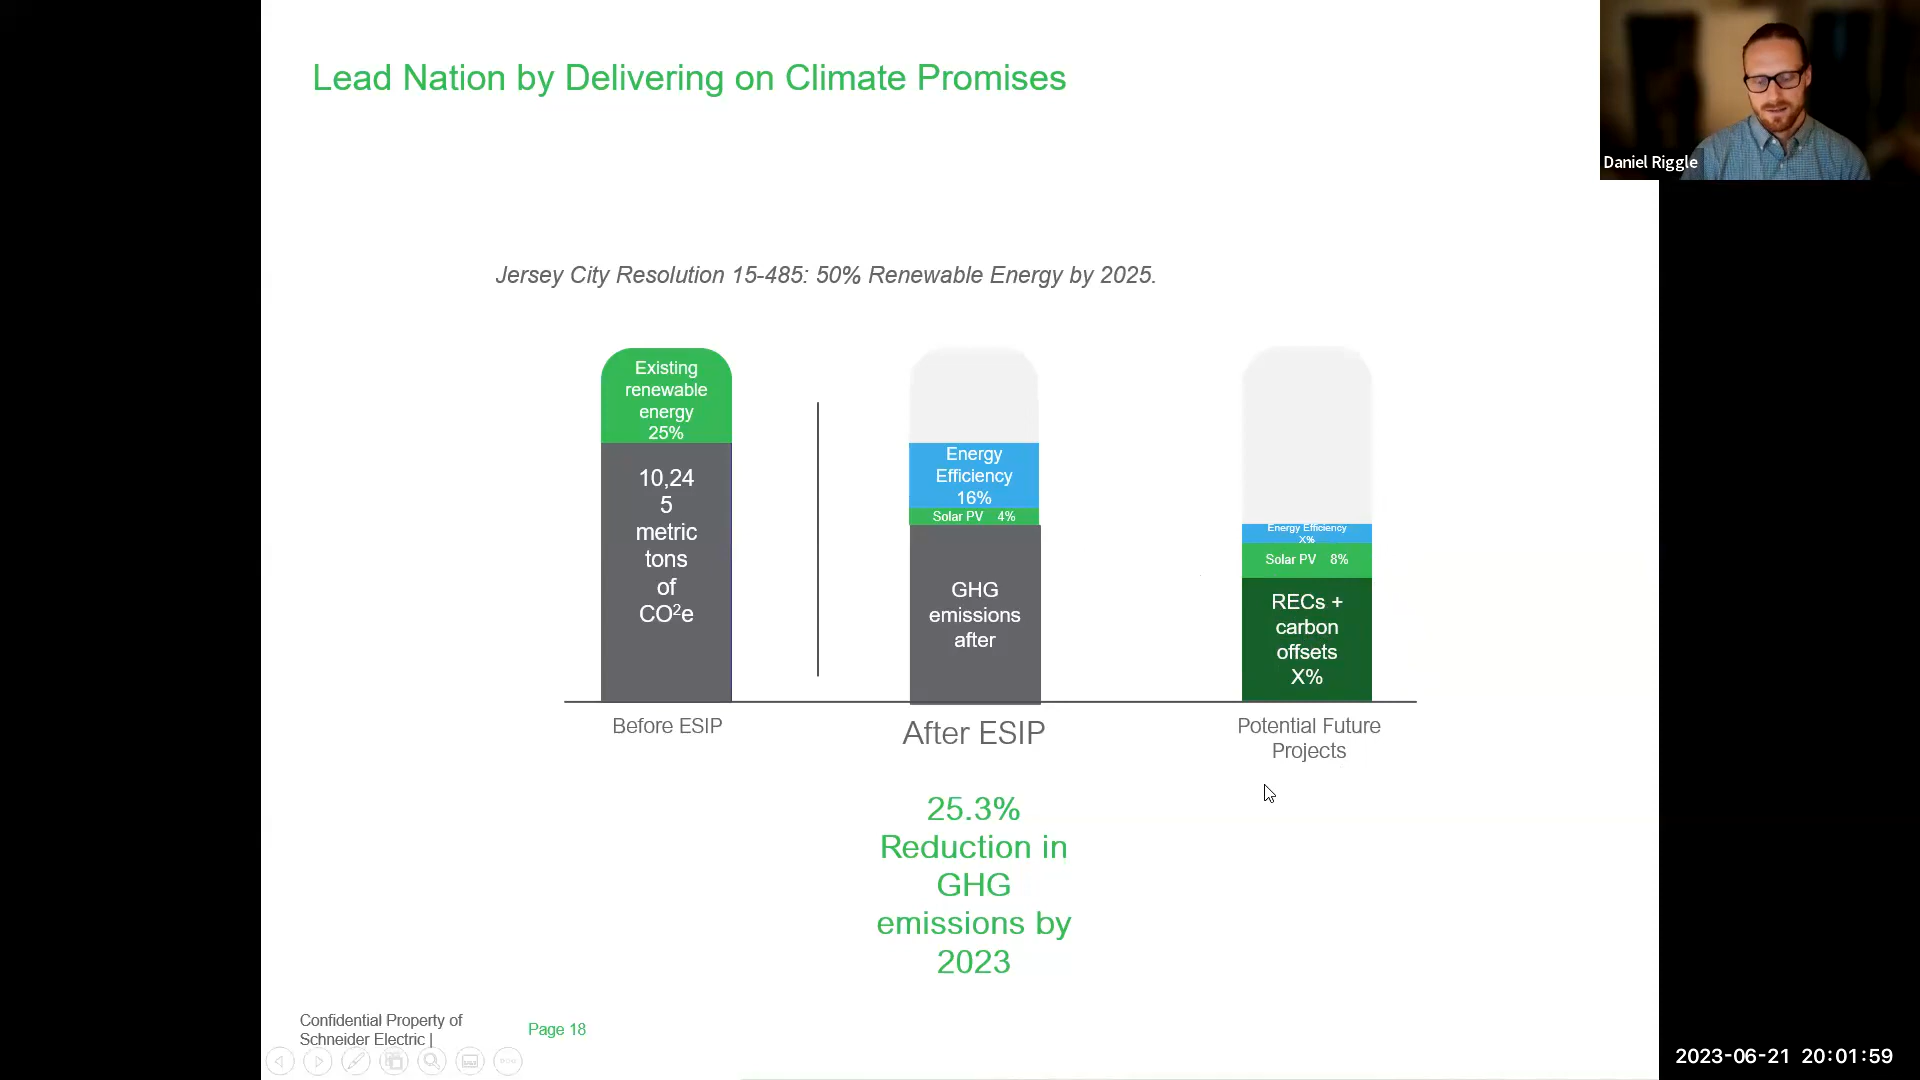 Lead Nation by Delivering on Climate Promises
Daniel Riggle
Jersey City Resolution 15-485: 50% Renewable Energy by 2025.
Existing
renewable
energy
25%
10,24
5
metric
tons
of
CO²e
Energy
Efficiency
16%
Solar PV 4%
GHG
emissions
after
Energy Efficiency
X%
Solar PV 8%
RECs +
carbon
offsets
X%
Before ESIP
After ESIP
Potential Future
Projects
25.3%
Reduction in
GHG
emissions by
2023
Confidential Property of
Schneider Electric |
Page 18
2023-06-21 20:01:59